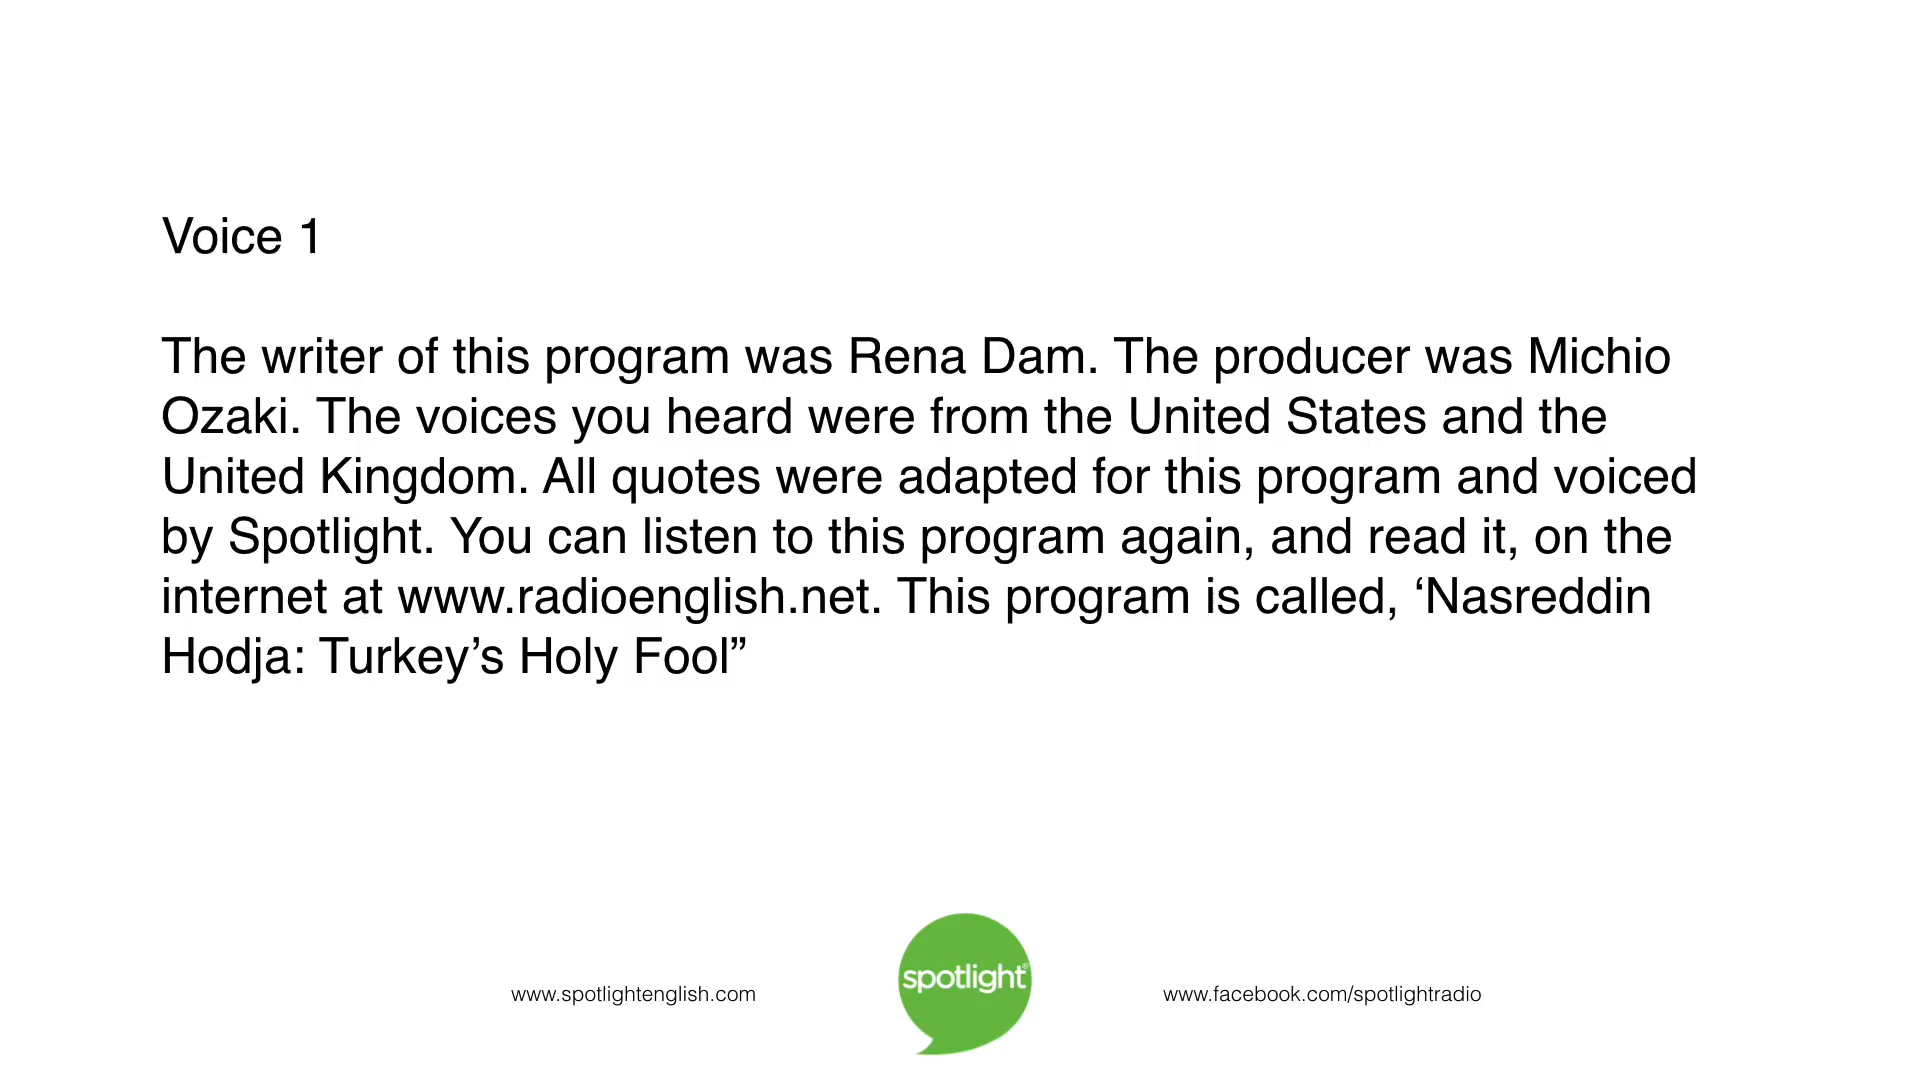 Voice 1
The writer of this program was Rena Dam. The producer was Michio
Ozaki. The voices you heard were from the United States and the
United Kingdom. All quotes were adapted for this program and voiced
by Spotlight. You can listen to this program again, and read it, on the
internet at www.radioenglish.net. This program is called, ‘Nasreddin
Hodja: Turkey’s Holy Fool”
www.spotlightenglish.com
spotlight®
www.facebook.com/spotlightradio